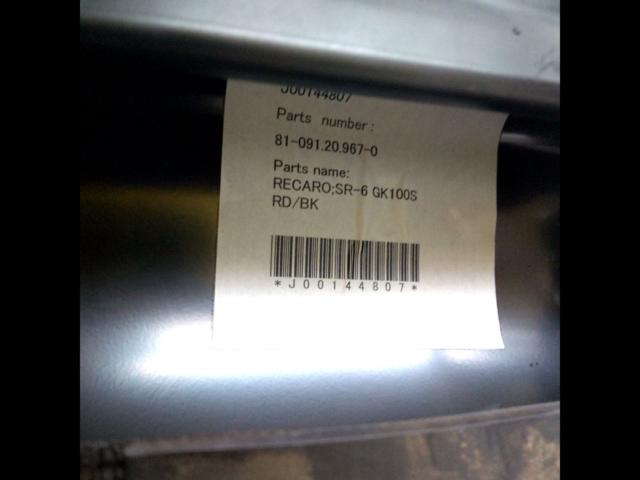 J00144807
Parts number:
81-091.20.967-0
Parts name:
RECARO;SR-6 GK100S
RD/BK
*J00144807*